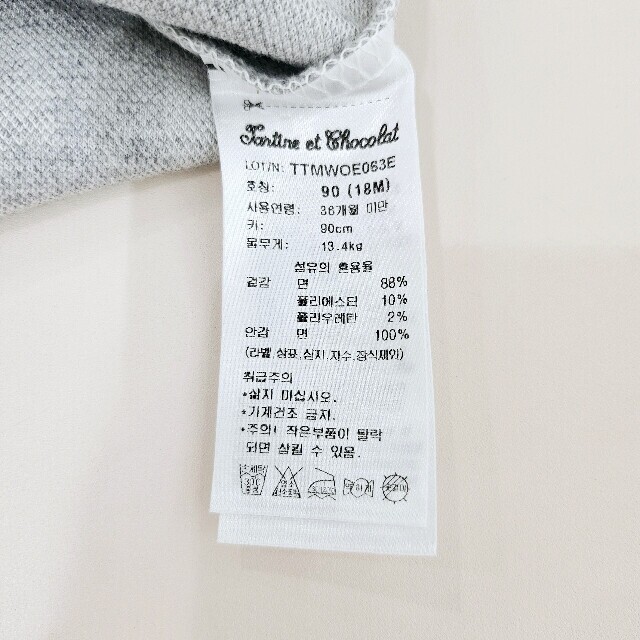 Tartine et Chocolat
LOT/N: TTMWOE063E
호칭: 90 (18M)
사용연령: 36개월 미만
키: 90cm
몸무게: 13.4kg
섬유의 혼용율
겉감 면 88%
폴리에스탄 10%
폴리우레탄 2%
안감 면 100%
(라벨,상표,심지,자수,장식제외)
취급주의
*삶지 마십시오.
*기계건조 금지.
*주의! 작은부품이 탈락
되면 삼킬 수 있음.